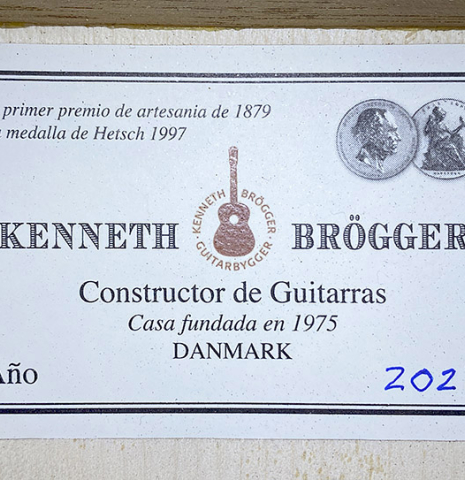 primer premio de artesania de 1879
medalla de Hetsch 1997
KENNETH BRÖGGER
KENNETH BRÖGGER
GUITARBYGGER
Constructor de Guitarras
Casa fundada en 1975
DANMARK
Año 202